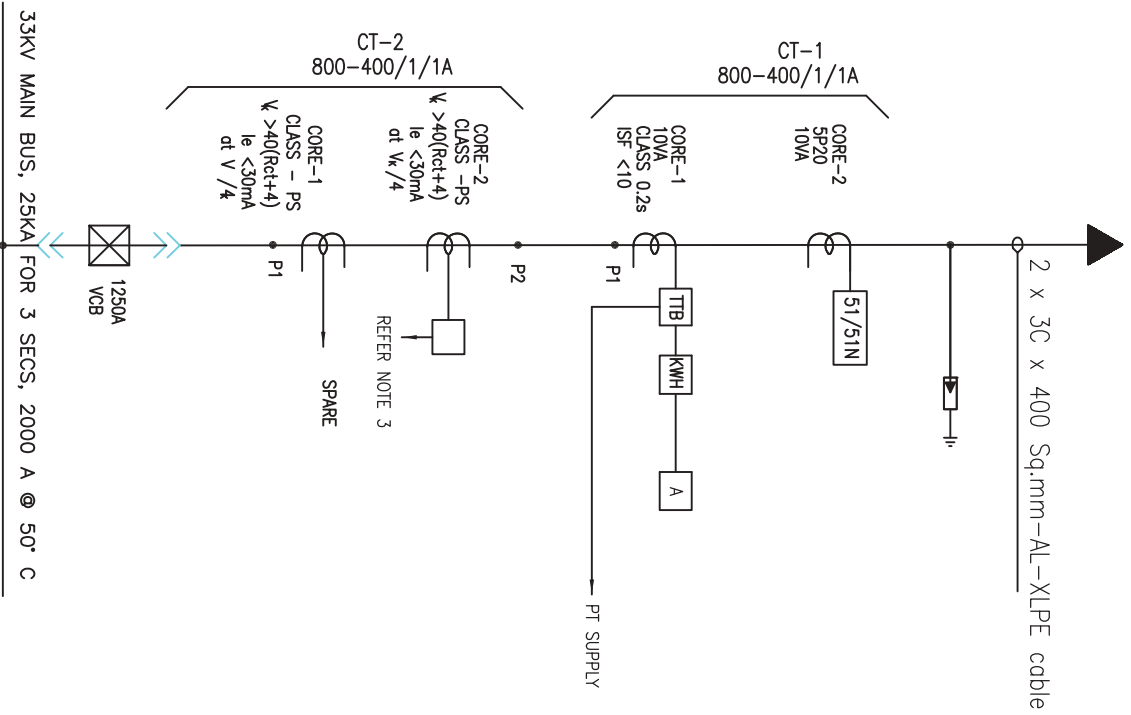 CT-2
800-400/1/1A
CT-1
800-400/1/1A
CORE-1
CLASS - PS
Vk >40(Rct+4)
Ie <30mA
at V /4k
CORE-2
CLASS -PS
Vk >40(Rct+4)
Ie <30mA
at VK/4
CORE-1
10VA
CLASS 0.2s
ISF <10
CORE-2
5P20
10VA
33KV MAIN BUS, 25KA FOR 3 SECS, 2000 A @ 50° C
1250A
VCB
P1
P2
P1
SPARE
REFER NOTE 3
TTB
KWH
A
51/51N
PT SUPPLY
2 x 3C x 400 Sq.mm-AL-XLPE cable